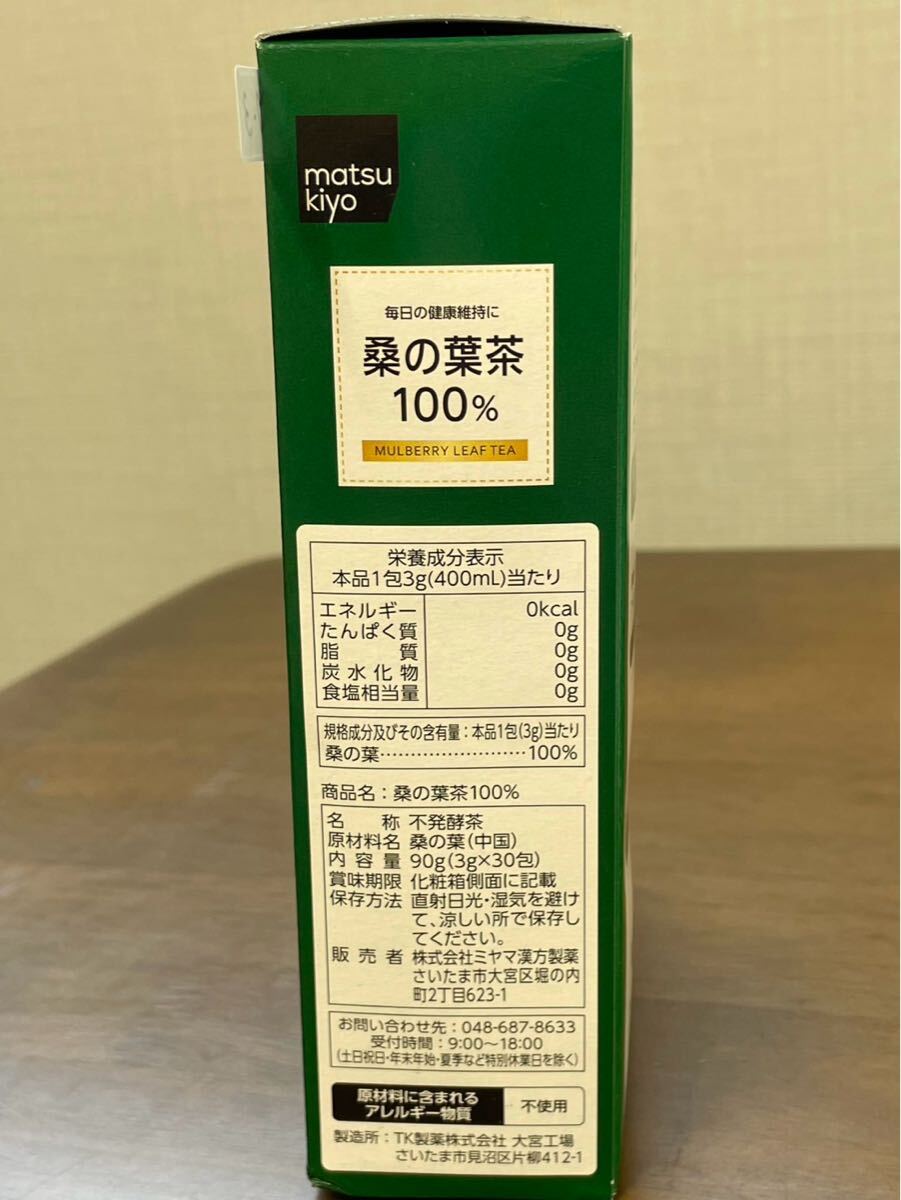 matsu
kiyo
毎日の健康維持に
桑の葉茶
100%
MULBERRY LEAF TEA
栄養成分表示
本品1包3g(400mL)当たり
エネルギー 0kcal
たんぱく質 0g
脂質 0g
炭水化物 0g
食塩相当量 0g
規格成分及びその含有量:本品1包(3g)当たり
桑の葉……………………100%
商品名:桑の葉茶100%
名称 不発酵茶
原材料名 桑の葉(中国)
内容量 90g(3g×30包)
賞味期限 化粧箱側面に記載
保存方法 直射日光・湿気を避け
て、涼しい所で保存し
てください。
販売者 株式会社ミヤマ漢方製薬
さいたま市大宮区堀の内
町2丁目623-1
お問い合わせ先:048-687-8633
受付時間:9:00〜18:00
(土日祝日・年末年始・夏季など特別休業日を除く)
原材料に含まれる
アレルギー物質 不使用
製造所:TK製薬株式会社 大宮工場
さいたま市見沼区片柳412-1